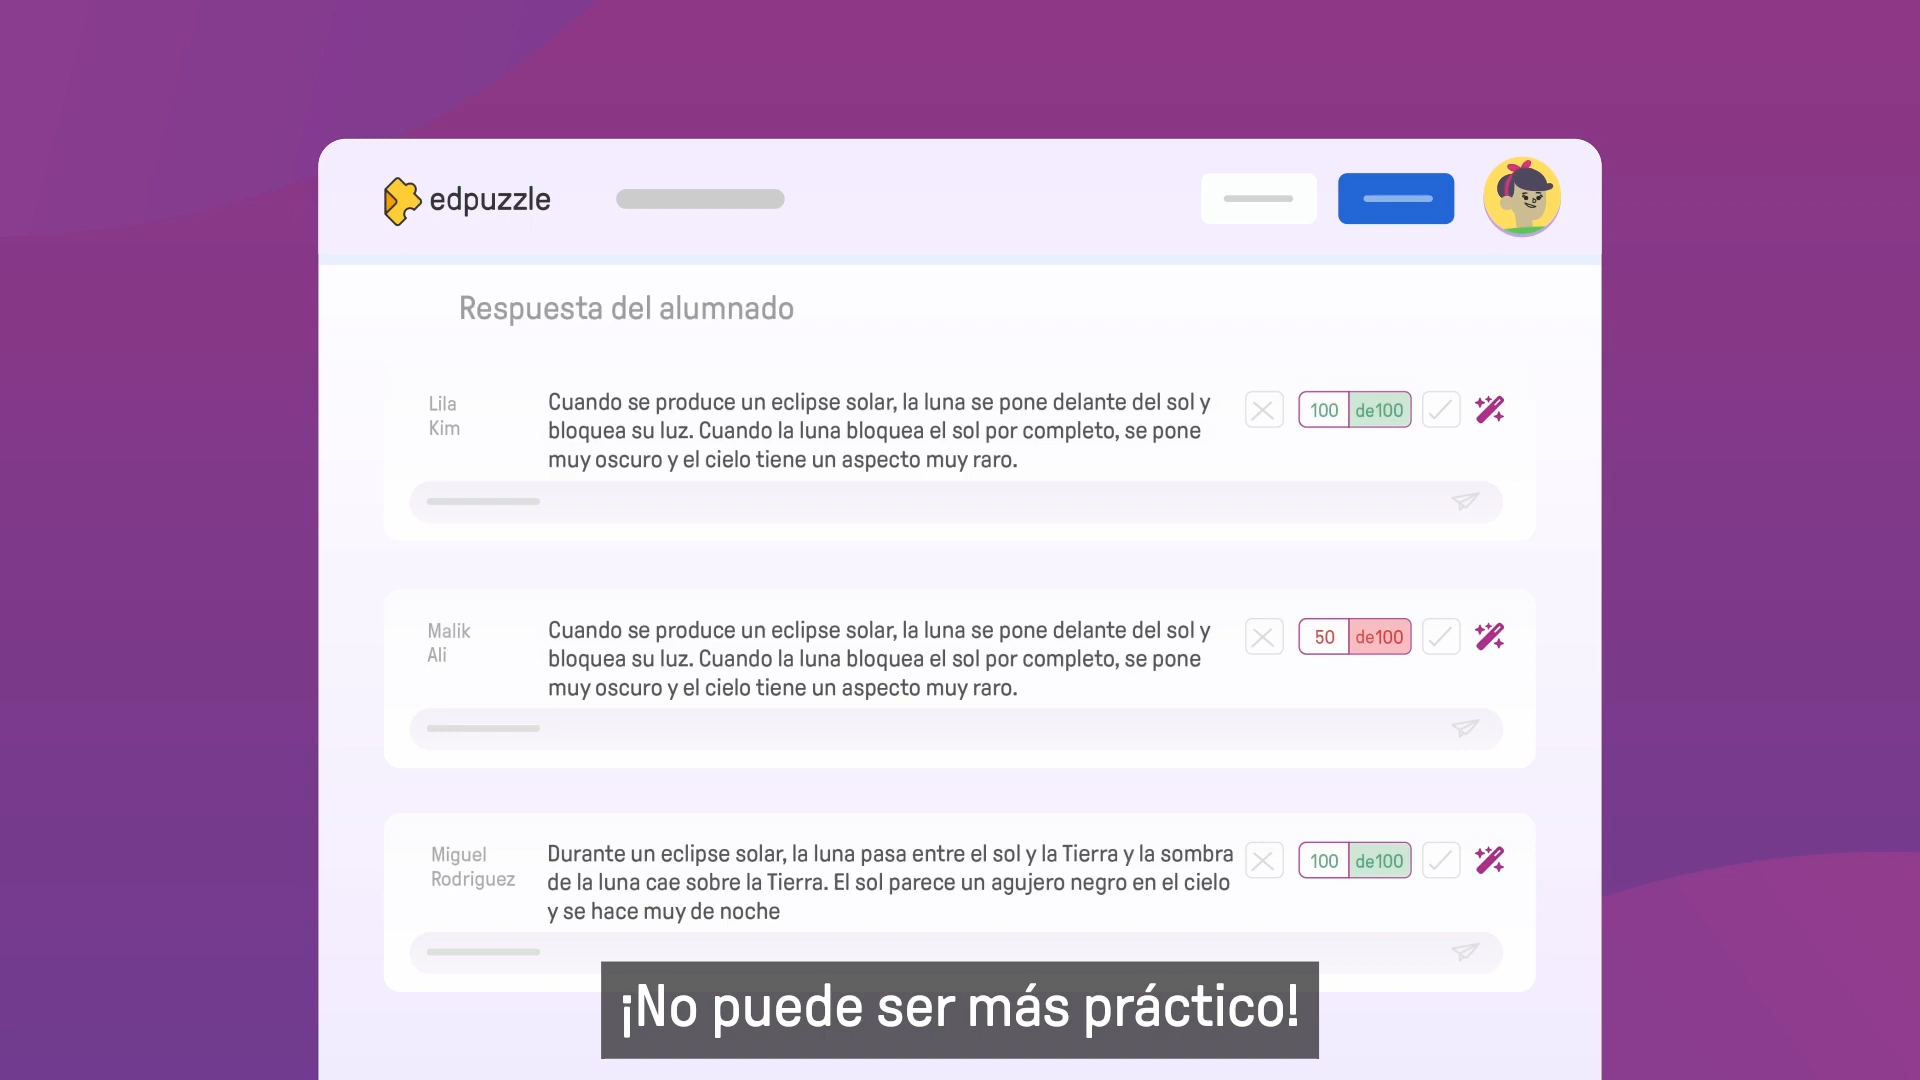 edpuzzle
Respuesta del alumnado
Lila
Kim
Cuando se produce un eclipse solar, la luna se pone delante del sol y
bloquea su luz. Cuando la luna bloquea el sol por completo, se pone
muy oscuro y el cielo tiene un aspecto muy raro.
100 de100
Malik
Ali
Cuando se produce un eclipse solar, la luna se pone delante del sol y
bloquea su luz. Cuando la luna bloquea el sol por completo, se pone
muy oscuro y el cielo tiene un aspecto muy raro.
50 de100
Miguel
Rodriguez
Durante un eclipse solar, la luna pasa entre el sol y la Tierra y la sombra
de la luna cae sobre la Tierra. El sol parece un agujero negro en el cielo
y se hace muy de noche
100 de100
¡No puede ser más práctico!